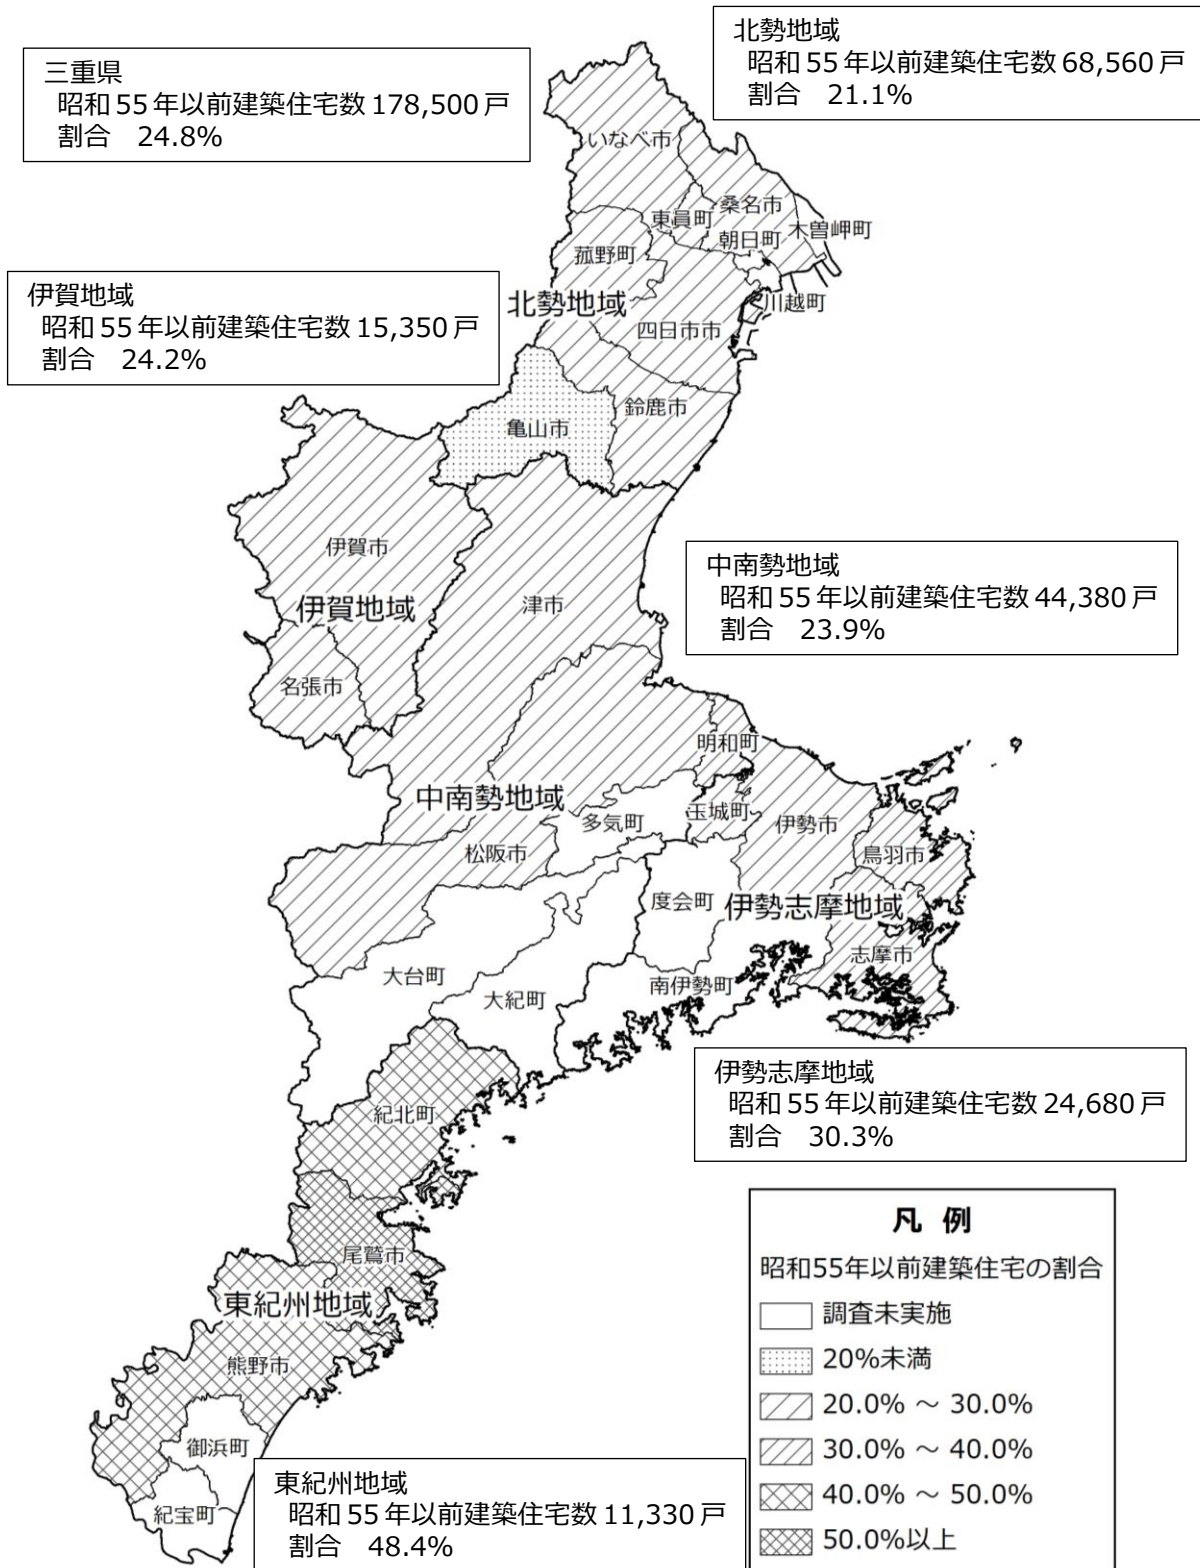 北勢地域
昭和55年以前建築住宅数68,560戸
割合 21.1%
三重県
昭和55年以前建築住宅数178,500戸
割合 24.8%
いなべ市
桑名市
東員町
木曽岬町
朝日町
菰野町
川越町
北勢地域
四日市市
伊賀地域
昭和55年以前建築住宅数15,350戸
割合 24.2%
鈴鹿市
亀山市
伊賀市
津市
伊賀地域
名張市
中南勢地域
昭和55年以前建築住宅数44,380戸
割合 23.9%
明和町
中南勢地域
玉城町
多気町
伊勢市
松阪市
鳥羽市
度会町
伊勢志摩地域
志摩市
大台町
大紀町
南伊勢町
伊勢志摩地域
昭和55年以前建築住宅数24,680戸
割合 30.3%
紀北町
尾鷲市
東紀州地域
熊野市
御浜町
紀宝町
東紀州地域
昭和55年以前建築住宅数11,330戸
割合 48.4%
凡 例
昭和55年以前建築住宅の割合
調査未実施
20%未満
20.0% ～ 30.0%
30.0% ～ 40.0%
40.0% ～ 50.0%
50.0%以上